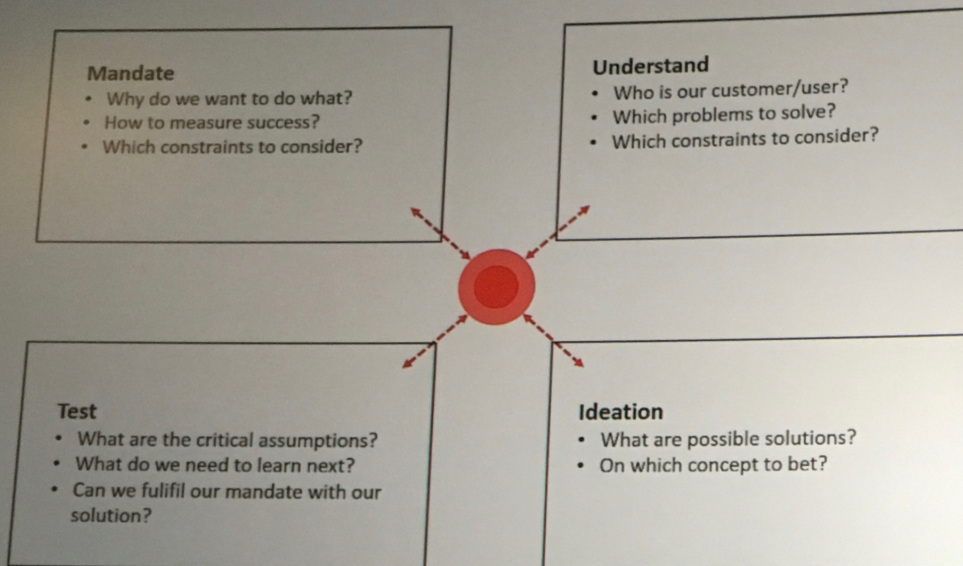 Mandate
• Why do we want to do what?
• How to measure success?
• Which constraints to consider?
Understand
• Who is our customer/user?
• Which problems to solve?
• Which constraints to consider?
Test
• What are the critical assumptions?
• What do we need to learn next?
• Can we fulifil our mandate with our
solution?
Ideation
• What are possible solutions?
• On which concept to bet?